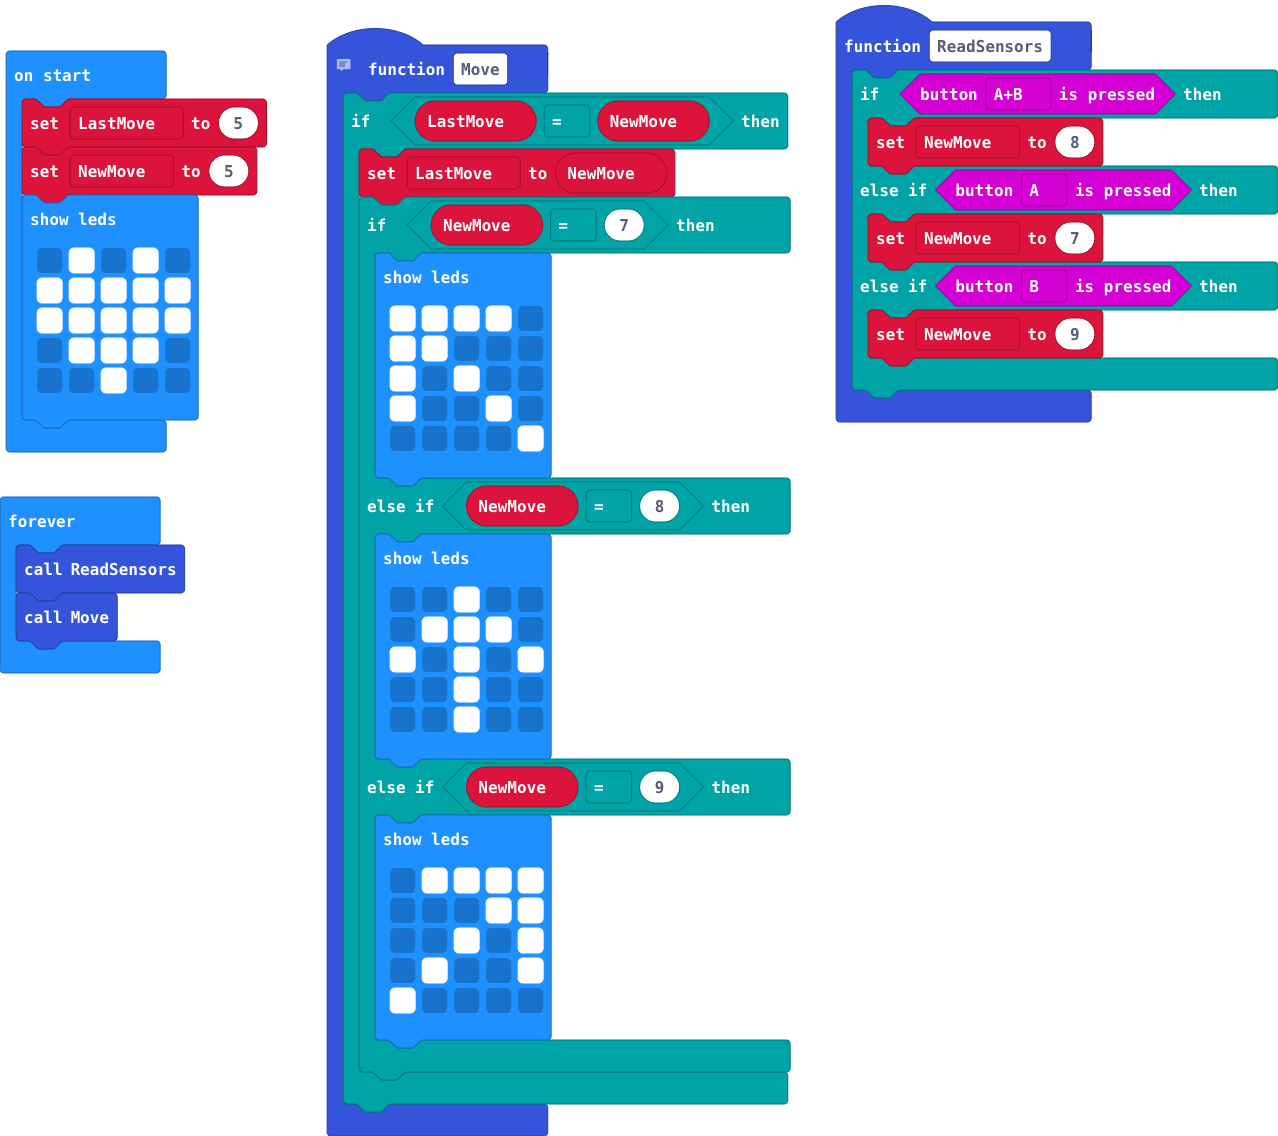 on start
set LastMove to 5
set NewMove to 5
show leds
forever
call ReadSensors
call Move
function Move
if LastMove = NewMove then
set LastMove to NewMove
if NewMove = 7 then
show leds
else if NewMove = 8 then
show leds
else if NewMove = 9 then
show leds
function ReadSensors
if button A+B is pressed then
set NewMove to 8
else if button A is pressed then
set NewMove to 7
else if button B is pressed then
set NewMove to 9